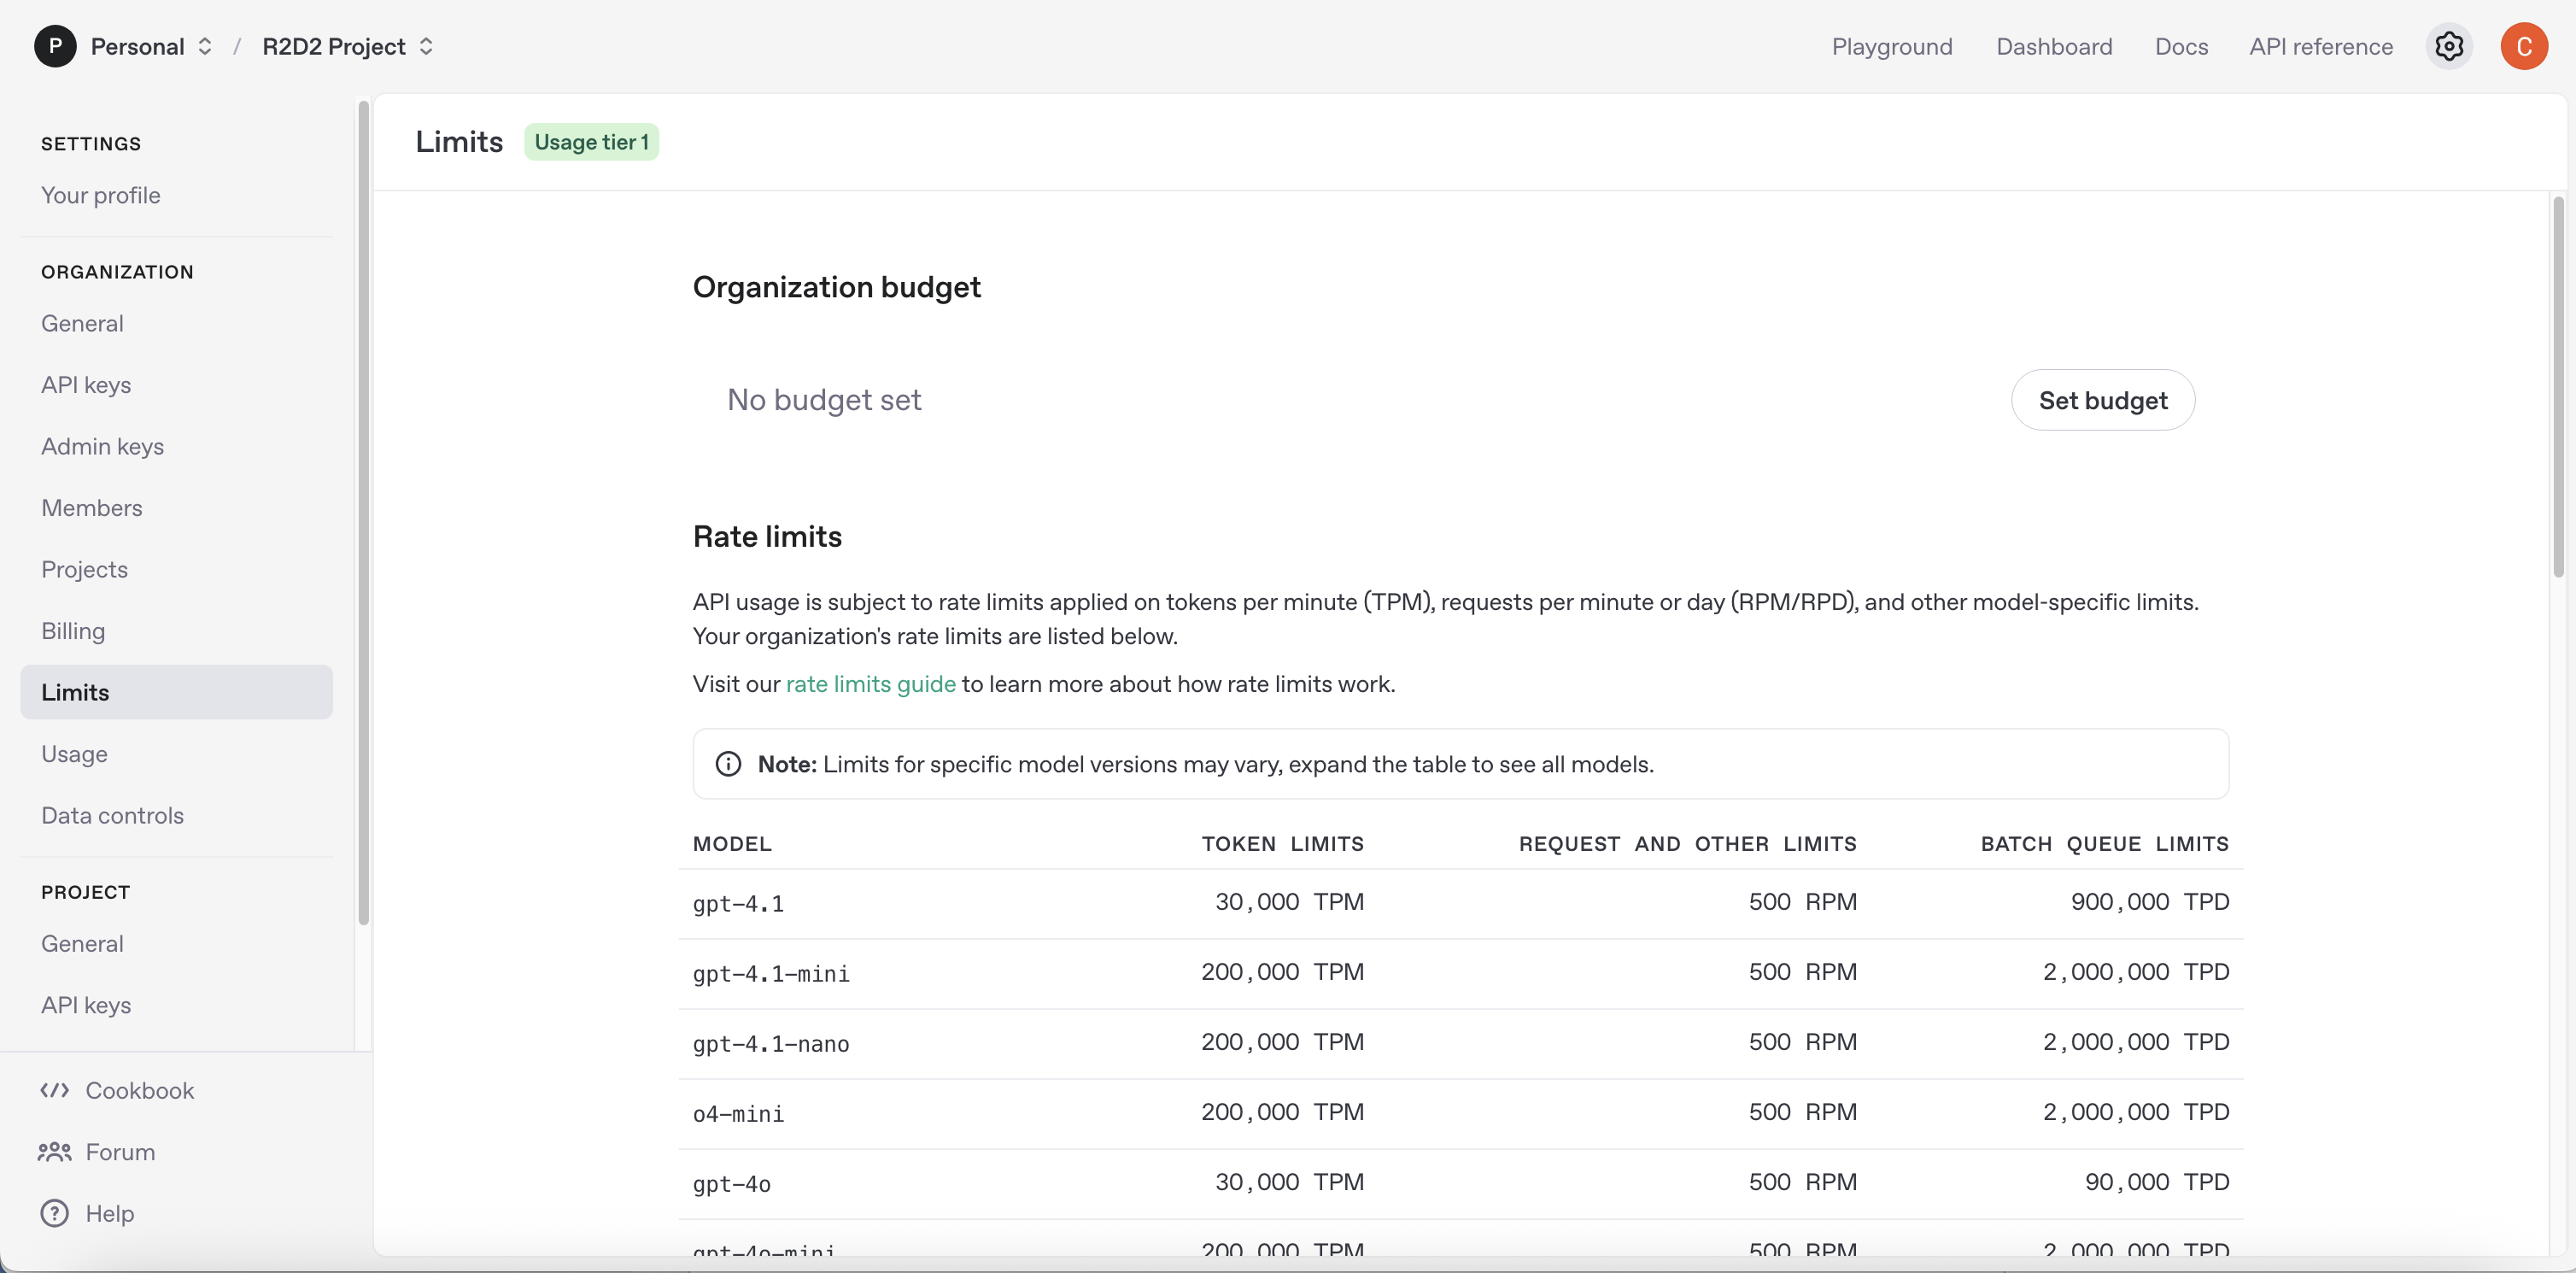 P Personal / R2D2 Project
Playground Dashboard Docs API reference C
SETTINGS
Your profile
ORGANIZATION
General
API keys
Admin keys
Members
Projects
Billing
Limits
Usage
Data controls
PROJECT
General
API keys
Cookbook
Forum
Help
Limits Usage tier 1
Organization budget
No budget set Set budget
Rate limits
API usage is subject to rate limits applied on tokens per minute (TPM), requests per minute or day (RPM/RPD), and other model-specific limits.
Your organization's rate limits are listed below.
Visit our rate limits guide to learn more about how rate limits work.
Note: Limits for specific model versions may vary, expand the table to see all models.
MODEL TOKEN LIMITS REQUEST AND OTHER LIMITS BATCH QUEUE LIMITS
gpt-4.1 30,000 TPM 500 RPM 900,000 TPD
gpt-4.1-mini 200,000 TPM 500 RPM 2,000,000 TPD
gpt-4.1-nano 200,000 TPM 500 RPM 2,000,000 TPD
o4-mini 200,000 TPM 500 RPM 2,000,000 TPD
gpt-4o 30,000 TPM 500 RPM 90,000 TPD
gpt-4o-mini 200,000 TPM 500 RPM 2,000,000 TPD